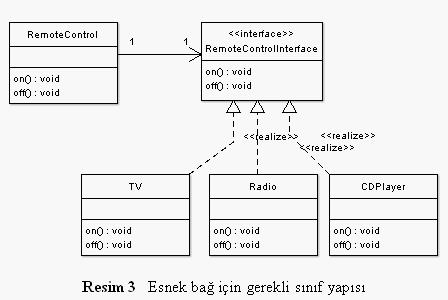 RemoteControl
on() : void
off() : void
1
1
<<interface>>
RemoteControlInterface
on() : void
off() : void
<<realize>>
<<realize>>
<<realize>>
TV
on() : void
off() : void
Radio
on() : void
off() : void
CDPlayer
on() : void
off() : void
Resim 3 Esnek bağ için gerekli sınıf yapısı